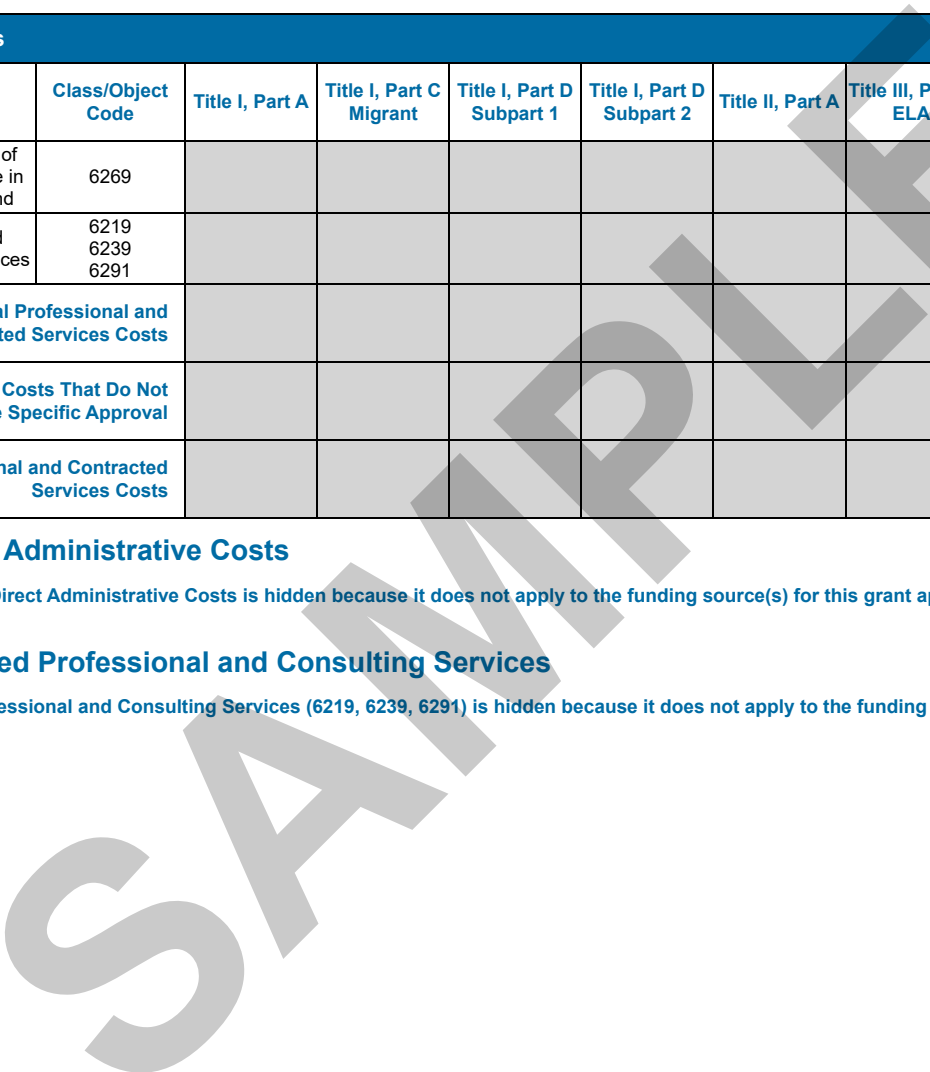 s
Class/Object
Code
Title I, Part A
Title I, Part C
Migrant
Title I, Part D
Subpart 1
Title I, Part D
Subpart 2
Title II, Part A
Title III, P
ELA
of
e in
nd
6269
d
ces
6219
6239
6291
al Professional and
ted Services Costs
Costs That Do Not
e Specific Approval
nal and Contracted
Services Costs
Administrative Costs
Direct Administrative Costs is hidden because it does not apply to the funding source(s) for this grant ap
ed Professional and Consulting Services
essional and Consulting Services (6219, 6239, 6291) is hidden because it does not apply to the funding
SAMPLE